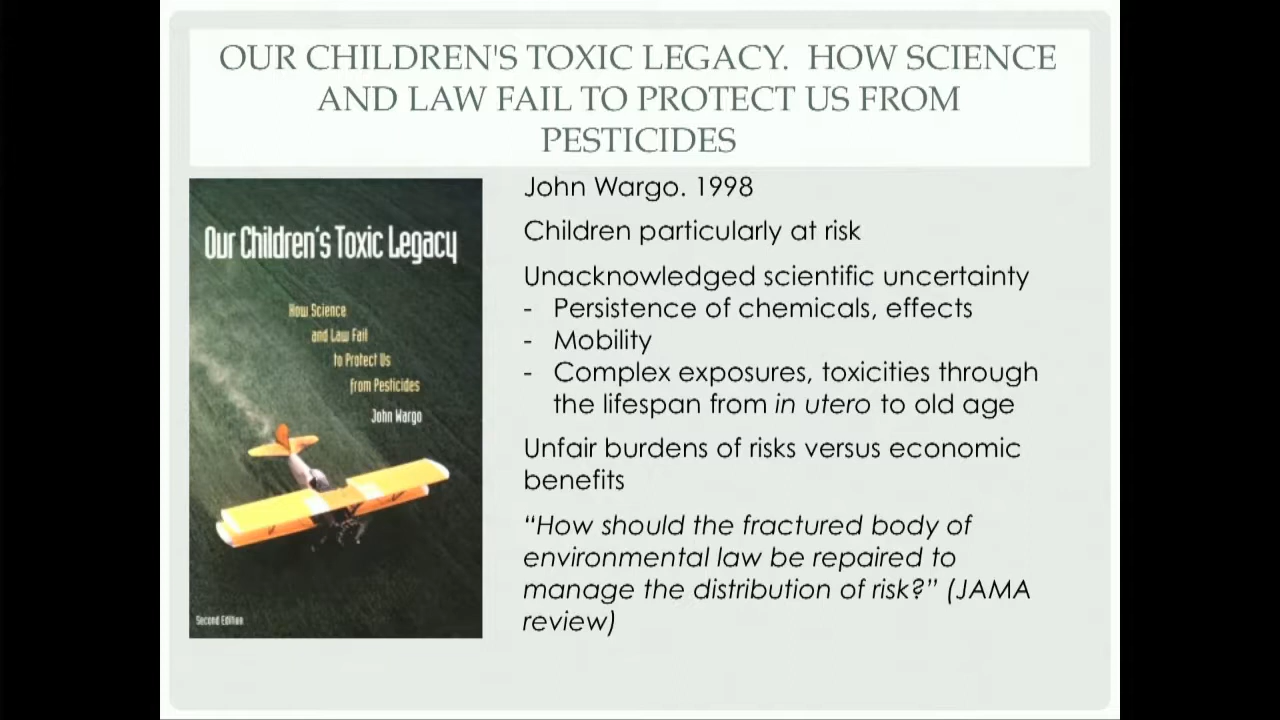 OUR CHILDREN'S TOXIC LEGACY. HOW SCIENCE
AND LAW FAIL TO PROTECT US FROM
PESTICIDES
Our Children's Toxic Legacy
How Science
and Law Fail
to Protect Us
from Pesticides
John Wargo
Second Edition
John Wargo. 1998
Children particularly at risk
Unacknowledged scientific uncertainty
- Persistence of chemicals, effects
- Mobility
- Complex exposures, toxicities through
the lifespan from in utero to old age
Unfair burdens of risks versus economic
benefits
“How should the fractured body of
environmental law be repaired to
manage the distribution of risk?” (JAMA
review)